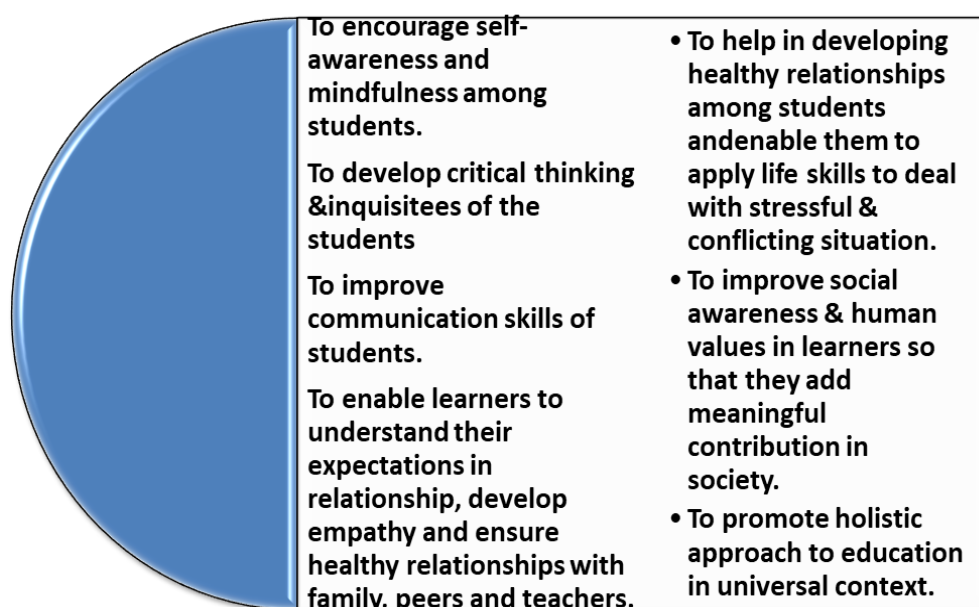 To encourage self-
awareness and
mindfulness among
students.
To develop critical thinking
&inquisitees of the
students
To improve
communication skills of
students.
To enable learners to
understand their
expectations in
relationship, develop
empathy and ensure
healthy relationships with
family, peers and teachers.
• To help in developing
healthy relationships
among students
andenable them to
apply life skills to deal
with stressful &
conflicting situation.
• To improve social
awareness & human
values in learners so
that they add
meaningful
contribution in
society.
• To promote holistic
approach to education
in universal context.